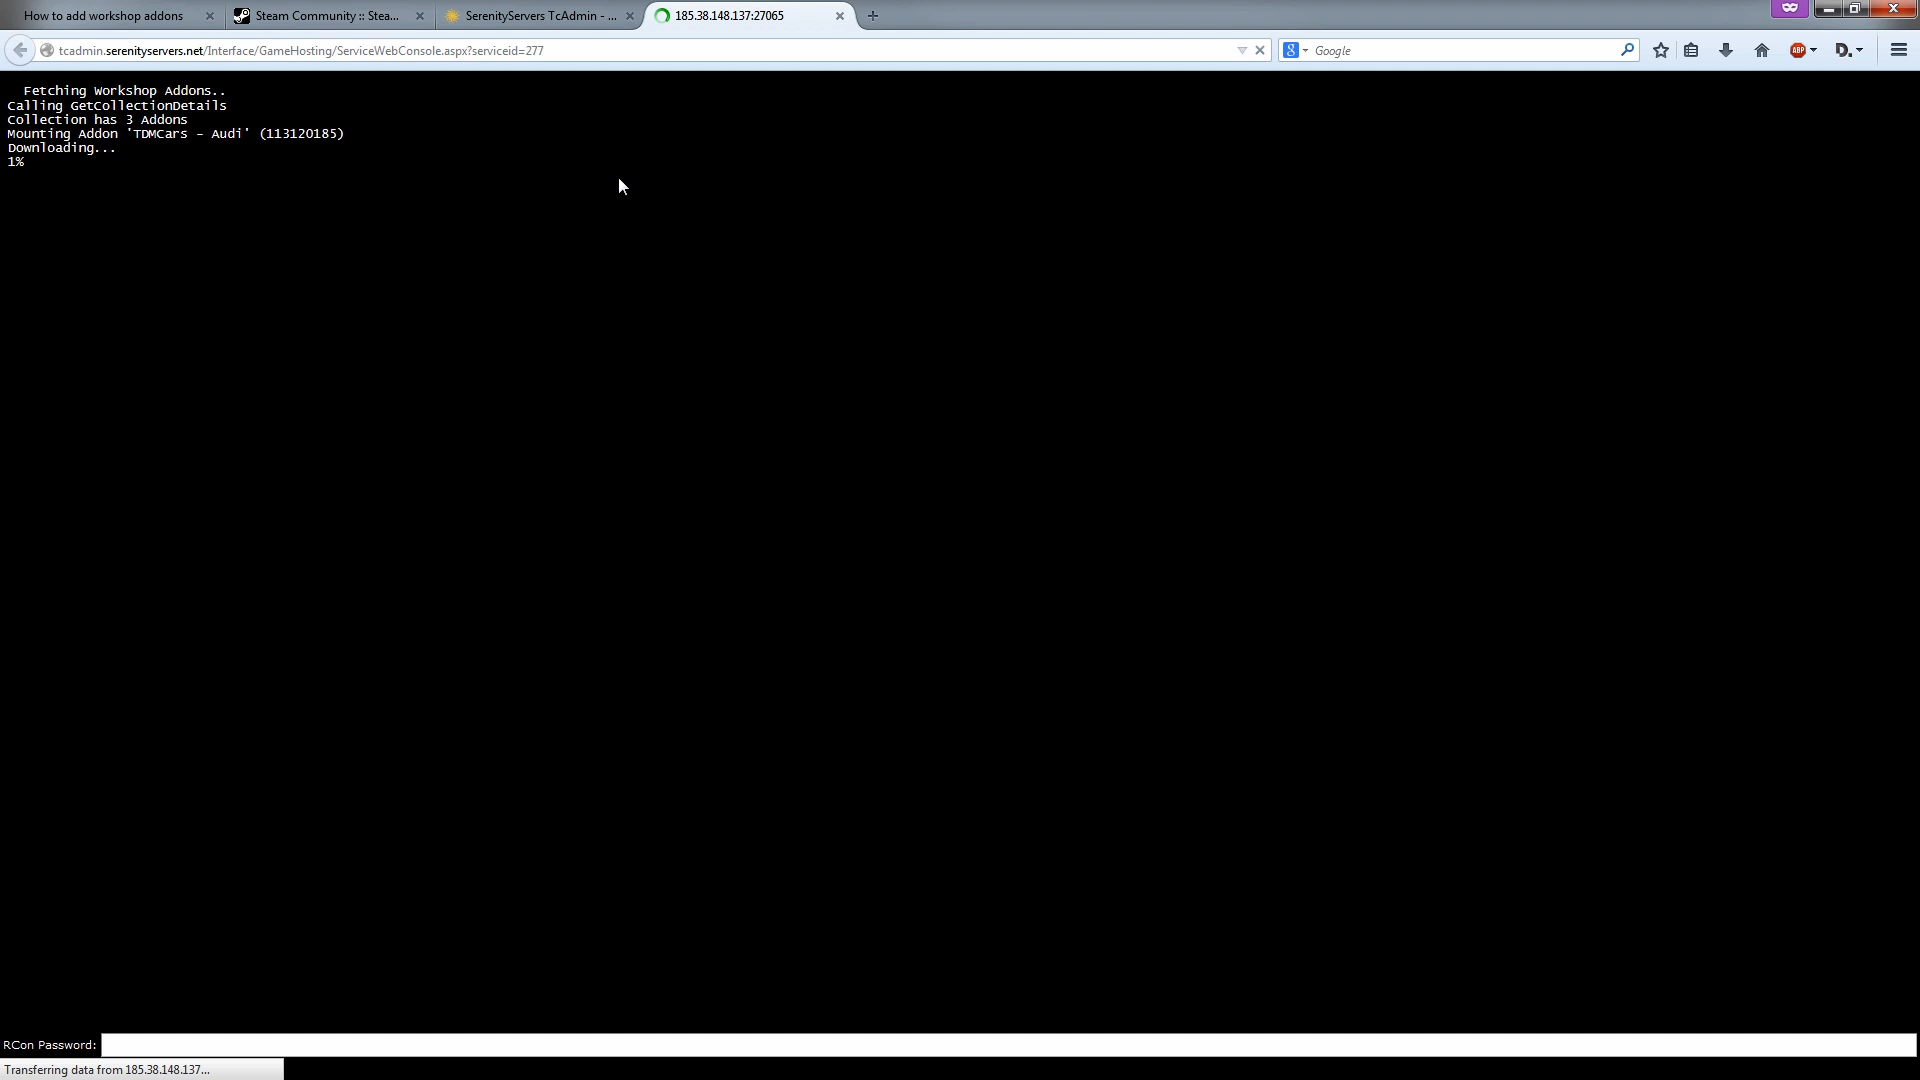 How to add workshop addons
Steam Community :: Stea...
SerenityServers TcAdmin - ...
185.38.148.137:27065
tcadmin.serenityservers.net/Interface/GameHosting/ServiceWebConsole.aspx?serviceid=277
8
Google
ABP
D.
Fetching Workshop Addons..
Calling GetCollectionDetails
Collection has 3 Addons
Mounting Addon 'TDMCars - Audi' (113120185)
Downloading...
1%
RCon Password:
Transferring data from 185.38.148.137...